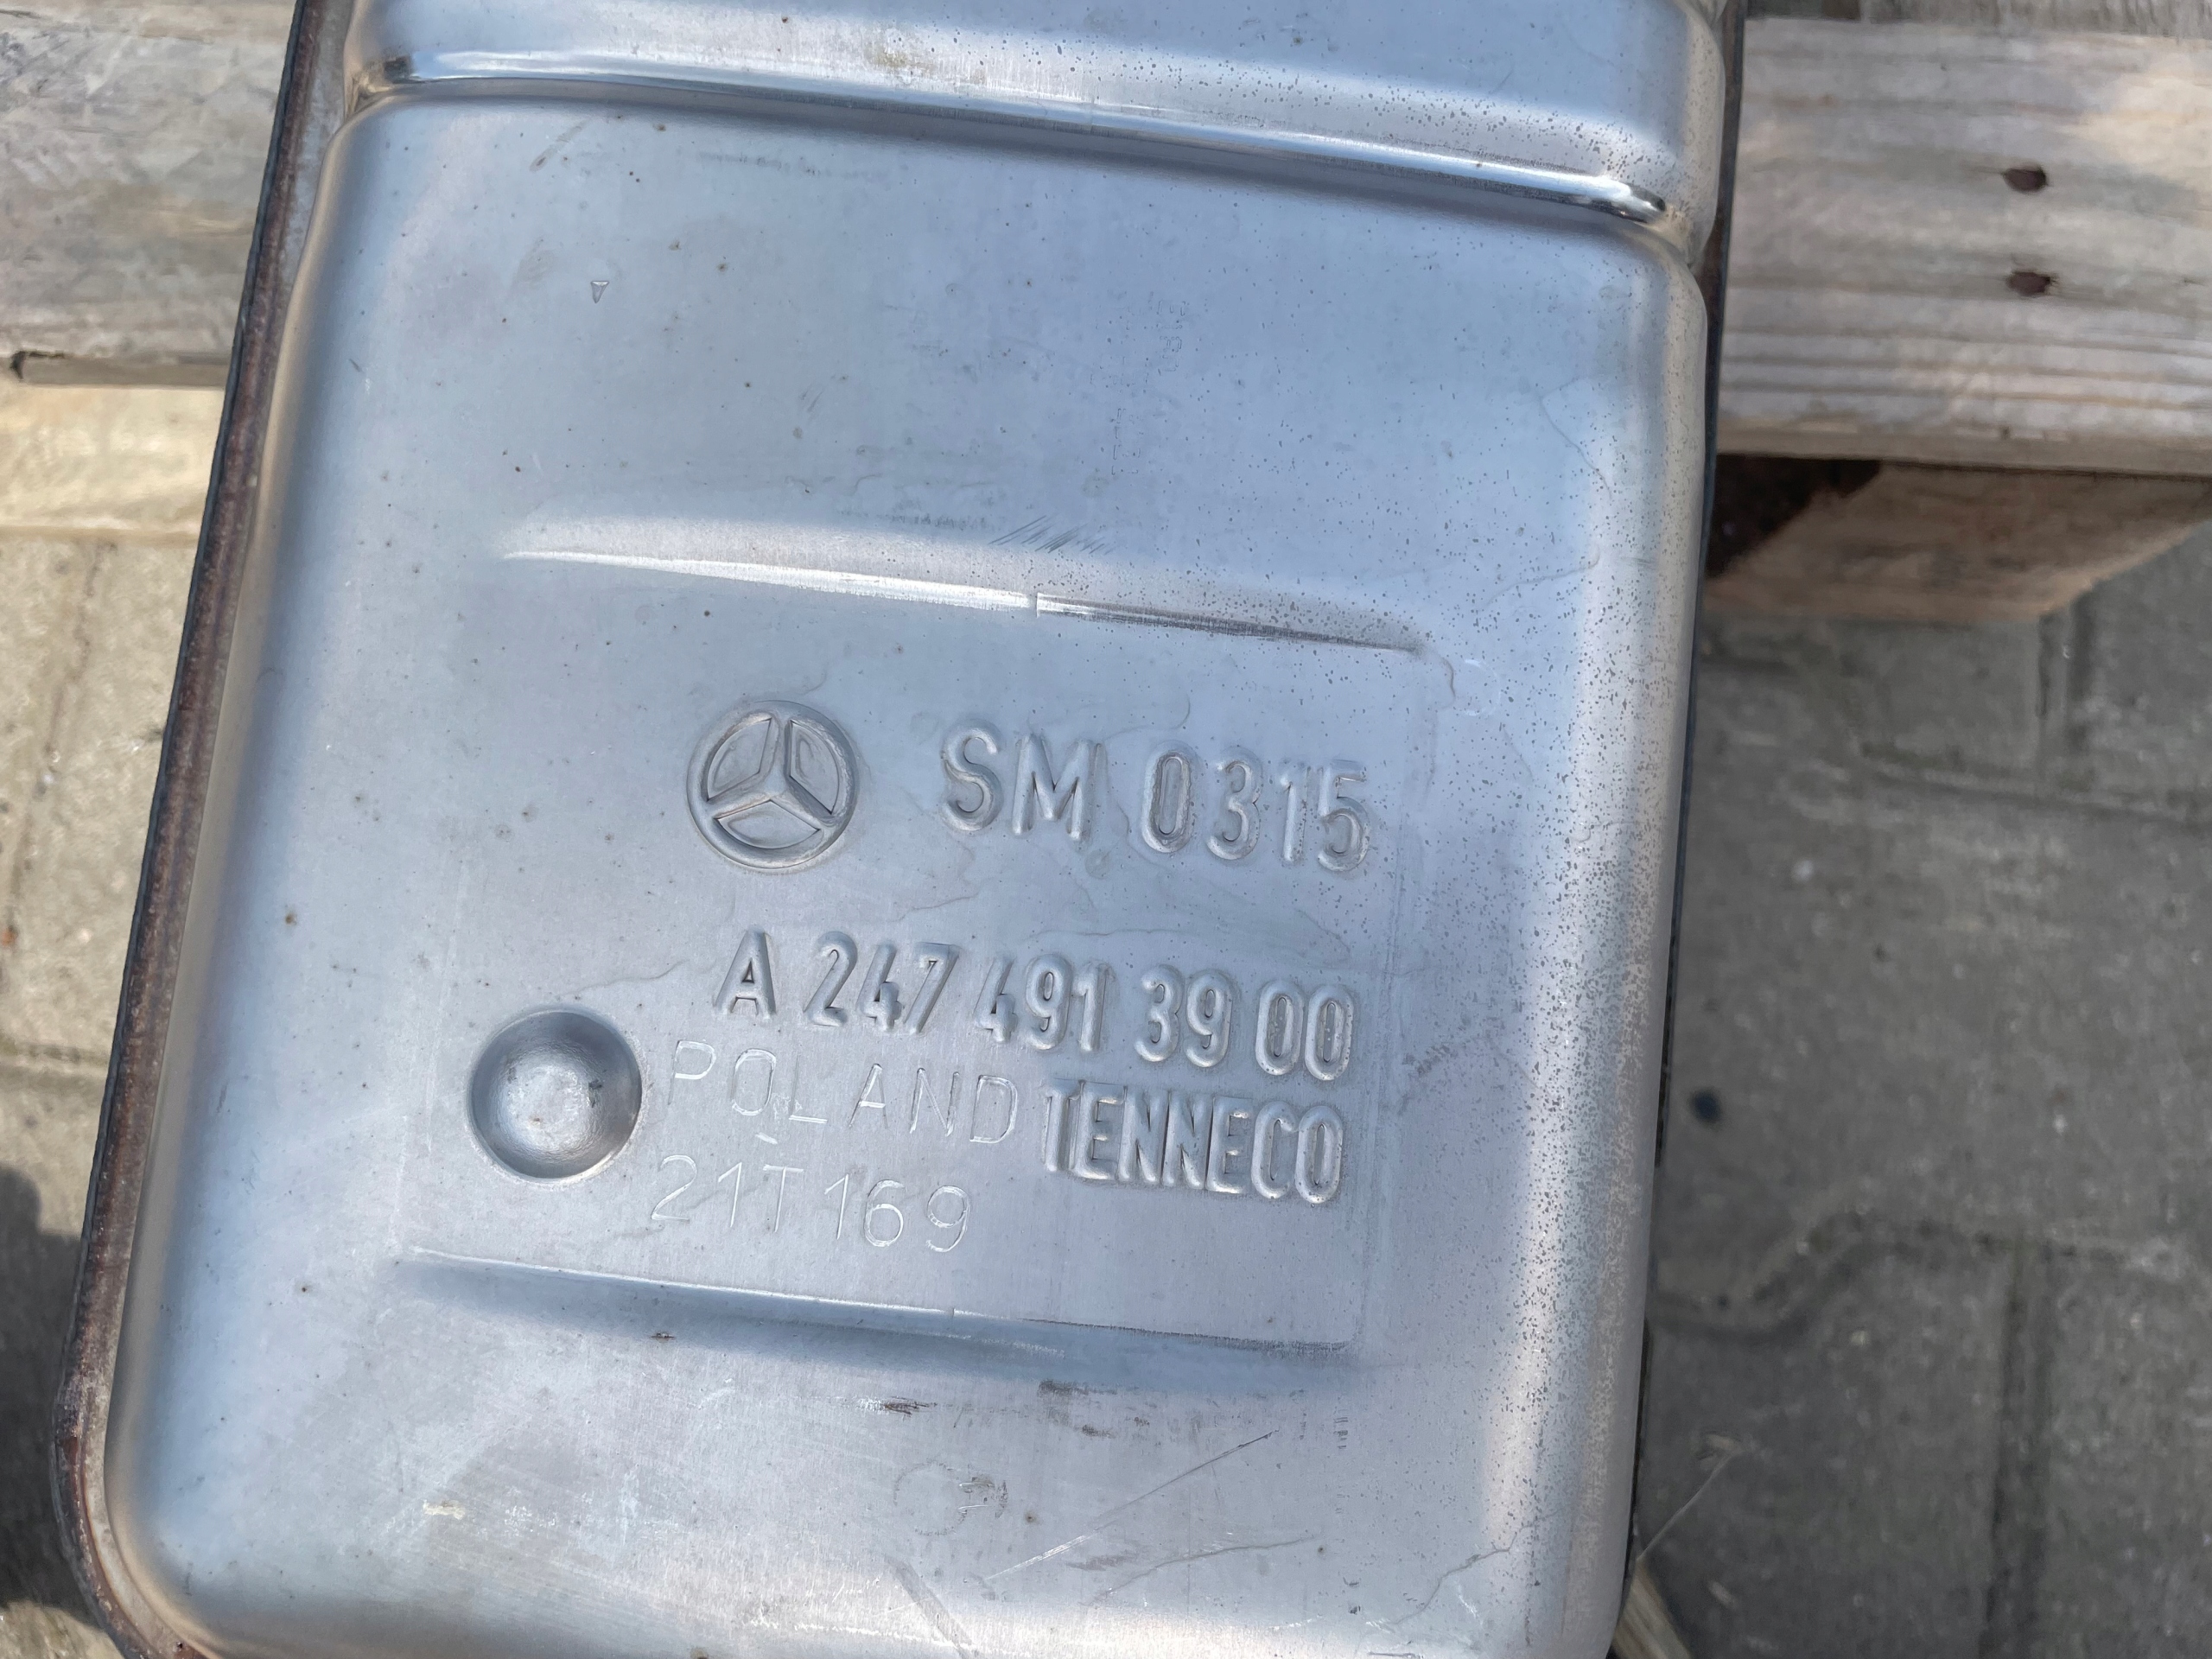 SM 0315
A 247 491 39 00
POLAND TENNECO
21T169